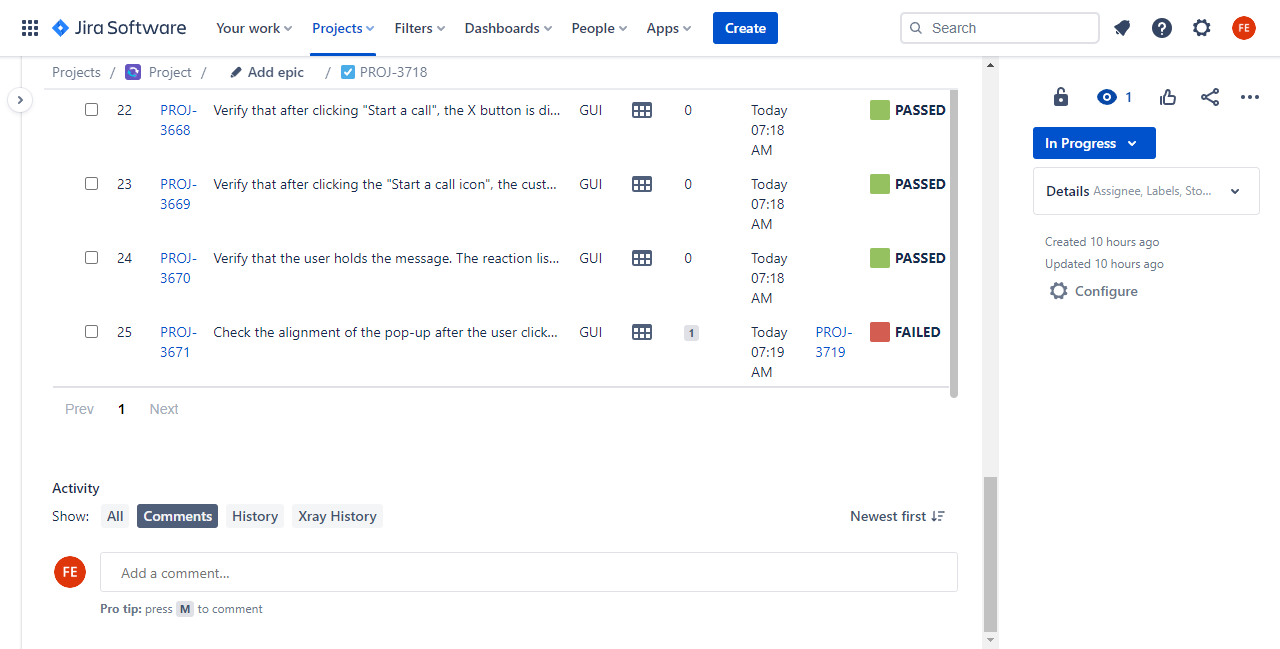 Jira Software Your work Projects Filters Dashboards People Apps Create Search FE
Projects / Project / Add epic / PROJ-3718
1
In Progress
Details Assignee, Labels, Sto...
Created 10 hours ago
Updated 10 hours ago
Configure
22 PROJ- Verify that after clicking "Start a call", the X button is di... GUI 0 Today PASSED
3668 07:18
AM
23 PROJ- Verify that after clicking the "Start a call icon", the cust... GUI 0 Today PASSED
3669 07:18
AM
24 PROJ- Verify that the user holds the message. The reaction lis... GUI 0 Today PASSED
3670 07:18
AM
25 PROJ- Check the alignment of the pop-up after the user click... GUI 1 Today PROJ- FAILED
3671 07:19 3719
AM
Prev 1 Next
Activity
Show: All Comments History Xray History Newest first
FE Add a comment...
Pro tip: press M to comment